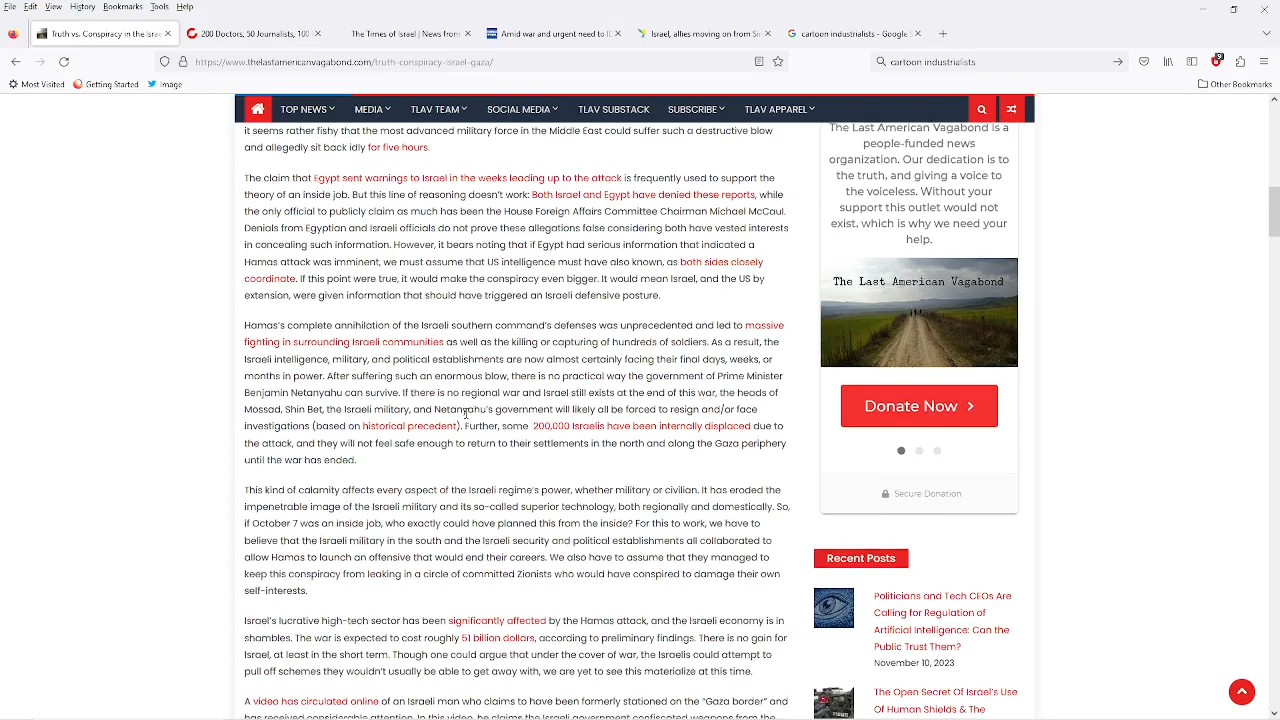 File Edit View History Bookmarks Tools Help
Truth vs. Conspiracy in the Isra
200 Doctors, 50 Journalists, 100
The Times of Israel | News from
Amid war and urgent need to ID
Israel, allies moving on from Sin
cartoon industrialists - Google S
https://www.thelastamericanvagabond.com/truth-conspiracy-israel-gaza/
cartoon industrialists
Most Visited
Getting Started
Image
Other Bookmarks
TOP NEWS
MEDIA
TLAV TEAM
SOCIAL MEDIA
TLAV SUBSTACK
SUBSCRIBE
TLAV APPAREL
it seems rather fishy that the most advanced military force in the Middle East could suffer such a destructive blow
and allegedly sit back idly for five hours.
The claim that Egypt sent warnings to Israel in the weeks leading up to the attack is frequently used to support the
theory of an inside job. But this line of reasoning doesn't work: Both Israel and Egypt have denied these reports, while
the only official to publicly claim as much has been the House Foreign Affairs Committee Chairman Michael McCaul.
Denials from Egyptian and Israeli officials do not prove these allegations false considering both have vested interests
in concealing such information. However, it bears noting that if Egypt had serious information that indicated a
Hamas attack was imminent, we must assume that US intelligence must have also known, as both sides closely
coordinate. If this point were true, it would make the conspiracy even bigger. It would mean Israel, and the US by
extension, were given information that should have triggered an Israeli defensive posture.
Hamas's complete annihilation of the Israeli southern command's defenses was unprecedented and led to massive
fighting in surrounding Israeli communities as well as the killing or capturing of hundreds of soldiers. As a result, the
Israeli intelligence, military, and political establishments are now almost certainly facing their final days, weeks, or
months in power. After suffering such an enormous blow, there is no practical way the government of Prime Minister
Benjamin Netanyahu can survive. If there is no regional war and Israel still exists at the end of this war, the heads of
Mossad, Shin Bet, the Israeli military, and Netanyahu's government will likely all be forced to resign and/or face
investigations (based on historical precedent). Further, some 200,000 Israelis have been internally displaced due to
the attack, and they will not feel safe enough to return to their settlements in the north and along the Gaza periphery
until the war has ended.
This kind of calamity affects every aspect of the Israeli regime's power, whether military or civilian. It has eroded the
impenetrable image of the Israeli military and its so-called superior technology, both regionally and domestically. So,
if October 7 was an inside job, who exactly could have planned this from the inside? For this to work, we have to
believe that the Israeli military in the south and the Israeli security and political establishments all collaborated to
allow Hamas to launch an offensive that would end their careers. We also have to assume that they managed to
keep this conspiracy from leaking in a circle of committed Zionists who would have conspired to damage their own
self-interests.
Israel's lucrative high-tech sector has been significantly affected by the Hamas attack, and the Israeli economy is in
shambles. The war is expected to cost roughly 51 billion dollars, according to preliminary findings. There is no gain for
Israel, at least in the short term. Though one could argue that under the cover of war, the Israelis could attempt to
pull off schemes they wouldn't usually be able to get away with, we are yet to see this materialize at this time.
A video has circulated online of an Israeli man who claims to have been formerly stationed on the "Gaza border" and
has received considerable attention. In this video, he claims the Israeli government confiscated weapons from the
The Last American Vagabond is a
people-funded news
organization. Our dedication is to
the truth, and giving a voice to
the voiceless. Without your
support this outlet would not
exist, which is why we need your
help.
The Last American Vagabond
Donate Now
Secure Donation
Recent Posts
Politicians and Tech CEOs Are
Calling for Regulation of
Artificial Intelligence: Can the
Public Trust Them?
November 10, 2023
The Open Secret Of Israel's Use
Of Human Shields & The